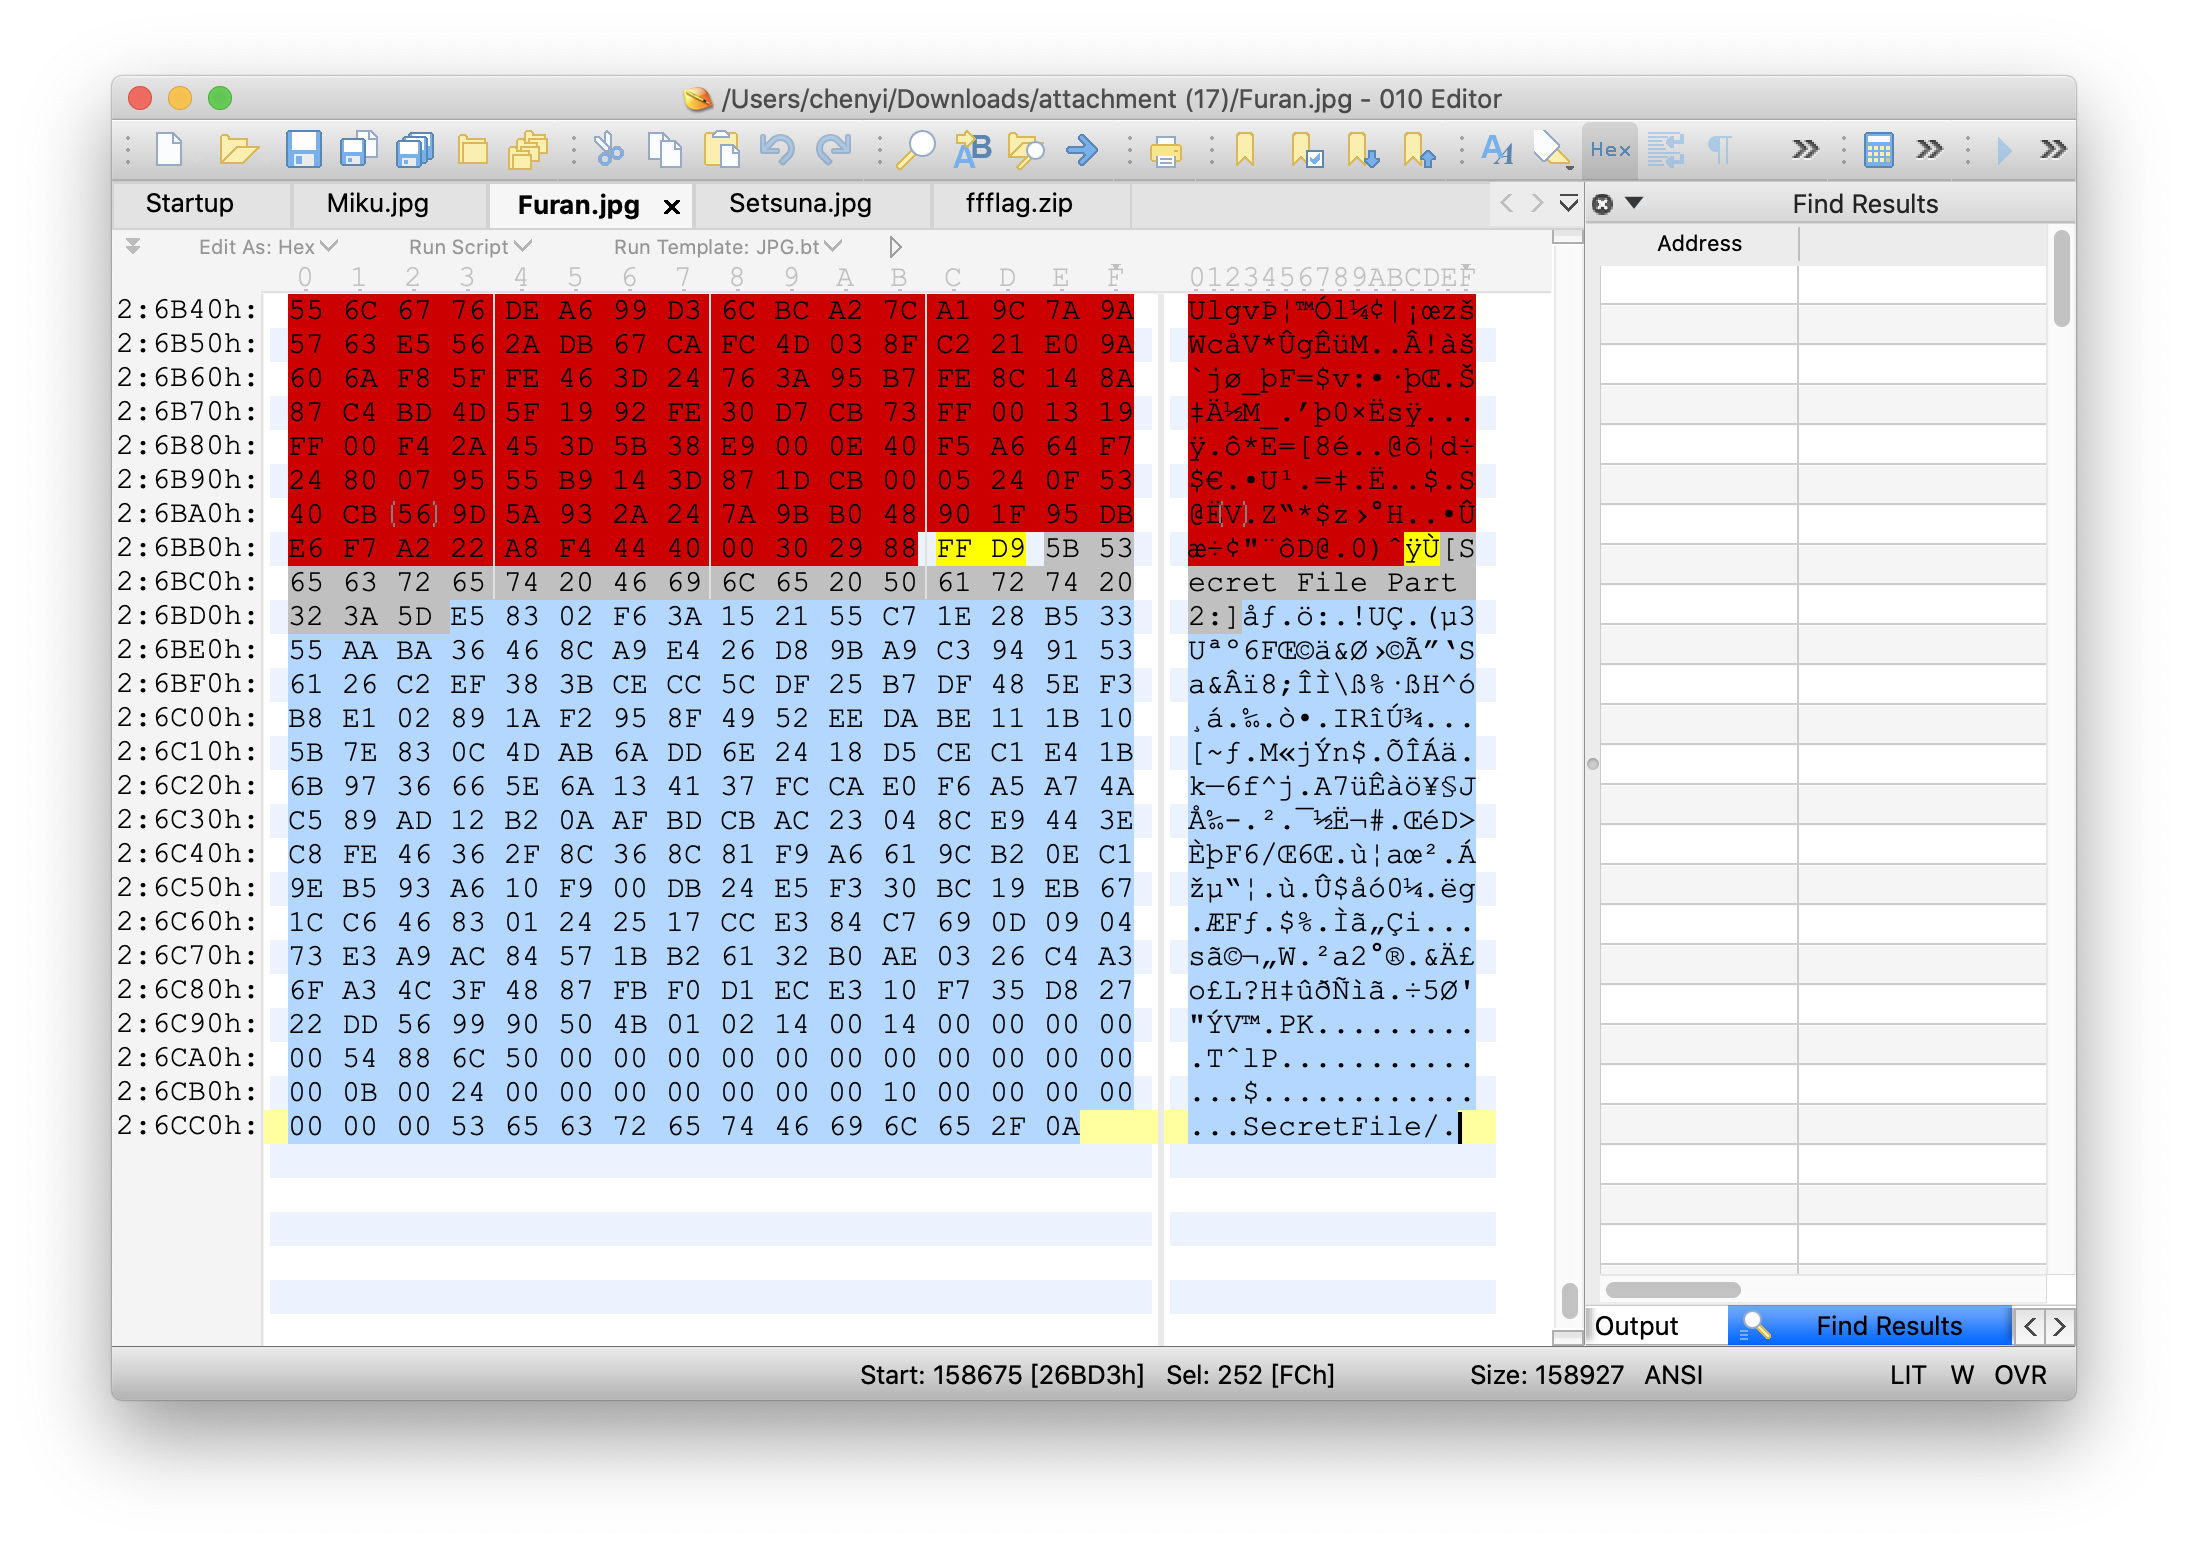 /Users/chenyi/Downloads/attachment (17)/Furan.jpg - 010 Editor
Hex
Startup Miku.jpg Furan.jpg Setsuna.jpg ffflag.zip
Find Results
Edit As: Hex Run Script Run Template: JPG.bt
Address
0 1 2 3 4 5 6 7 8 9 A B C D E F 0123456789ABCDEF
2:6B40h: 55 6C 67 76 DE A6 99 D3 6C BC A2 7C A1 9C 7A 9A UlgvÞ¦™Ól¼¢|¡œzš
2:6B50h: 57 63 E5 56 2A DB 67 CA FC 4D 03 8F C2 21 E0 9A WcåV*ÛgÊüM..Â!àš
2:6B60h: 60 6A F8 5F FE 46 3D 24 76 3A 95 B7 FE 8C 14 8A `jø_þF=$v:•·þŒ.Š
2:6B70h: 87 C4 BD 4D 5F 19 92 FE 30 D7 CB 73 FF 00 13 19 ‡Ä½M_.’þ0×Ësÿ...
2:6B80h: FF 00 F4 2A 45 3D 5B 38 E9 00 0E 40 F5 A6 64 F7 ÿ.ô*E=[8é..@õ¦d÷
2:6B90h: 24 80 07 95 55 B9 14 3D 87 1D CB 00 05 24 0F 53 $€.•U¹.=‡.Ë..$.S
2:6BA0h: 40 CB 56 9D 5A 93 2A 24 7A 9B B0 48 90 1F 95 DB @ËV.Z“*$z›°H..•Û
2:6BB0h: E6 F7 A2 22 A8 F4 44 40 00 30 29 88 FF D9 5B 53 æ÷¢"¨ôD@.0)ˆÿÙ[S
2:6BC0h: 65 63 72 65 74 20 46 69 6C 65 20 50 61 72 74 20 ecret File Part
2:6BD0h: 32 3A 5D E5 83 02 F6 3A 15 21 55 C7 1E 28 B5 33 2:]åƒ.ö:.!UÇ.(µ3
2:6BE0h: 55 AA BA 36 46 8C A9 E4 26 D8 9B A9 C3 94 91 53 Uªº6FŒ©ä&Ø›©Ã”‘S
2:6BF0h: 61 26 C2 EF 38 3B CE CC 5C DF 25 B7 DF 48 5E F3 a&Âï8;ÎÌ\ß%·ßH^ó
2:6C00h: B8 E1 02 89 1A F2 95 8F 49 52 EE DA BE 11 1B 10 ¸á.‰.ò•.IRîÚ¾...
2:6C10h: 5B 7E 83 0C 4D AB 6A DD 6E 24 18 D5 CE C1 E4 1B [~ƒ.M«jÝn$.ÕÎÁä.
2:6C20h: 6B 97 36 66 5E 6A 13 41 37 FC CA E0 F6 A5 A7 4A k—6f^j.A7üÊàö¥§J
2:6C30h: C5 89 AD 12 B2 0A AF BD CB AC 23 04 8C E9 44 3E Å‰-.².¯½Ë¬#.ŒéD>
2:6C40h: C8 FE 46 36 2F 8C 36 8C 81 F9 A6 61 9C B2 0E C1 ÈþF6/Œ6Œ.ù¦aœ².Á
2:6C50h: 9E B5 93 A6 10 F9 00 DB 24 E5 F3 30 BC 19 EB 67 žµ“¦.ù.Û$åó0¼.ëg
2:6C60h: 1C C6 46 83 01 24 25 17 CC E3 84 C7 69 0D 09 04 .ÆFƒ.$%.Ìã„Çi...
2:6C70h: 73 E3 A9 AC 84 57 1B B2 61 32 B0 AE 03 26 C4 A3 sã©¬„W.²a2°®.&Ä£
2:6C80h: 6F A3 4C 3F 48 87 FB F0 D1 EC E3 10 F7 35 D8 27 o£L?H‡ûðÑìã.÷5Ø'
2:6C90h: 22 DD 56 99 90 50 4B 01 02 14 00 14 00 00 00 00 "ÝV™.PK.........
2:6CA0h: 00 54 88 6C 50 00 00 00 00 00 00 00 00 00 00 00 .TˆlP...........
2:6CB0h: 00 0B 00 24 00 00 00 00 00 00 00 10 00 00 00 00 ...$............
2:6CC0h: 00 00 00 53 65 63 72 65 74 46 69 6C 65 2F 0A ...SecretFile/.
Output Find Results
Start: 158675 [26BD3h] Sel: 252 [FCh] Size: 158927 ANSI LIT W OVR